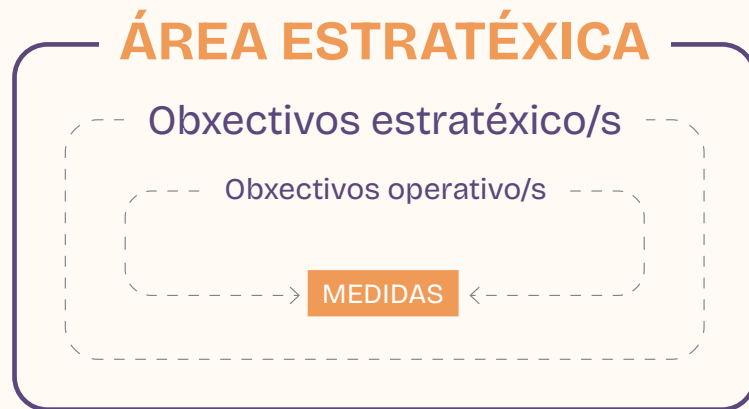 ÁREA ESTRATÉXICA
Obxectivos estratéxico/s
Obxectivos operativo/s
MEDIDAS